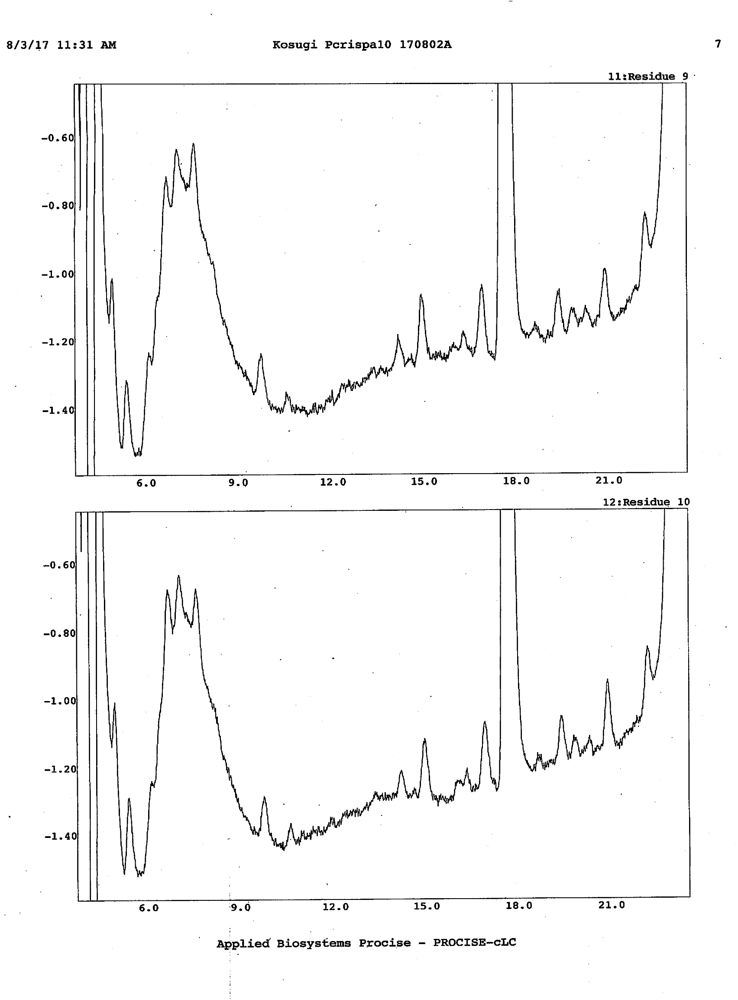 8/3/17 11:31 AM Kosugi Pcrispa10 170802A 7
11:Residue 9
-0.60
-0.80
-1.00
-1.20
-1.40
6.0 9.0 12.0 15.0 18.0 21.0
12:Residue 10
-0.60
-0.80
-1.00
-1.20
-1.40
6.0 9.0 12.0 15.0 18.0 21.0
Applied Biosystems Procise - PROCISE-cLC